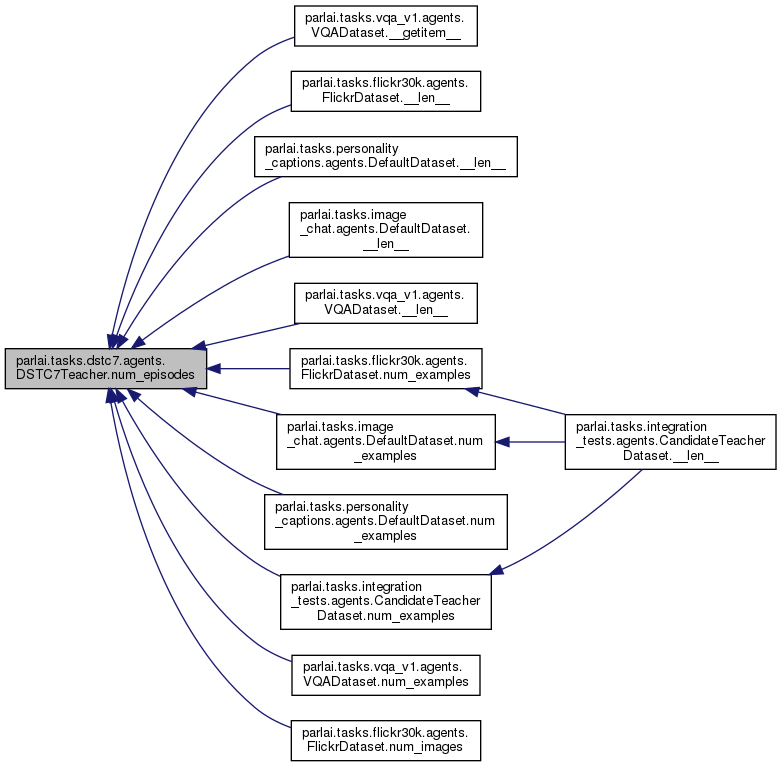 parlai.tasks.vqa_v1.agents.
VQADataset.__getitem__
parlai.tasks.flickr30k.agents.
FlickrDataset.__len__
parlai.tasks.personality
_captions.agents.DefaultDataset.__len__
parlai.tasks.image
_chat.agents.DefaultDataset.
__len__
parlai.tasks.vqa_v1.agents.
VQADataset.__len__
parlai.tasks.dstc7.agents.
DSTC7Teacher.num_episodes
parlai.tasks.flickr30k.agents.
FlickrDataset.num_examples
parlai.tasks.image
_chat.agents.DefaultDataset.num
_examples
parlai.tasks.integration
_tests.agents.CandidateTeacher
Dataset.__len__
parlai.tasks.personality
_captions.agents.DefaultDataset.num
_examples
parlai.tasks.integration
_tests.agents.CandidateTeacher
Dataset.num_examples
parlai.tasks.vqa_v1.agents.
VQADataset.num_examples
parlai.tasks.flickr30k.agents.
FlickrDataset.num_images